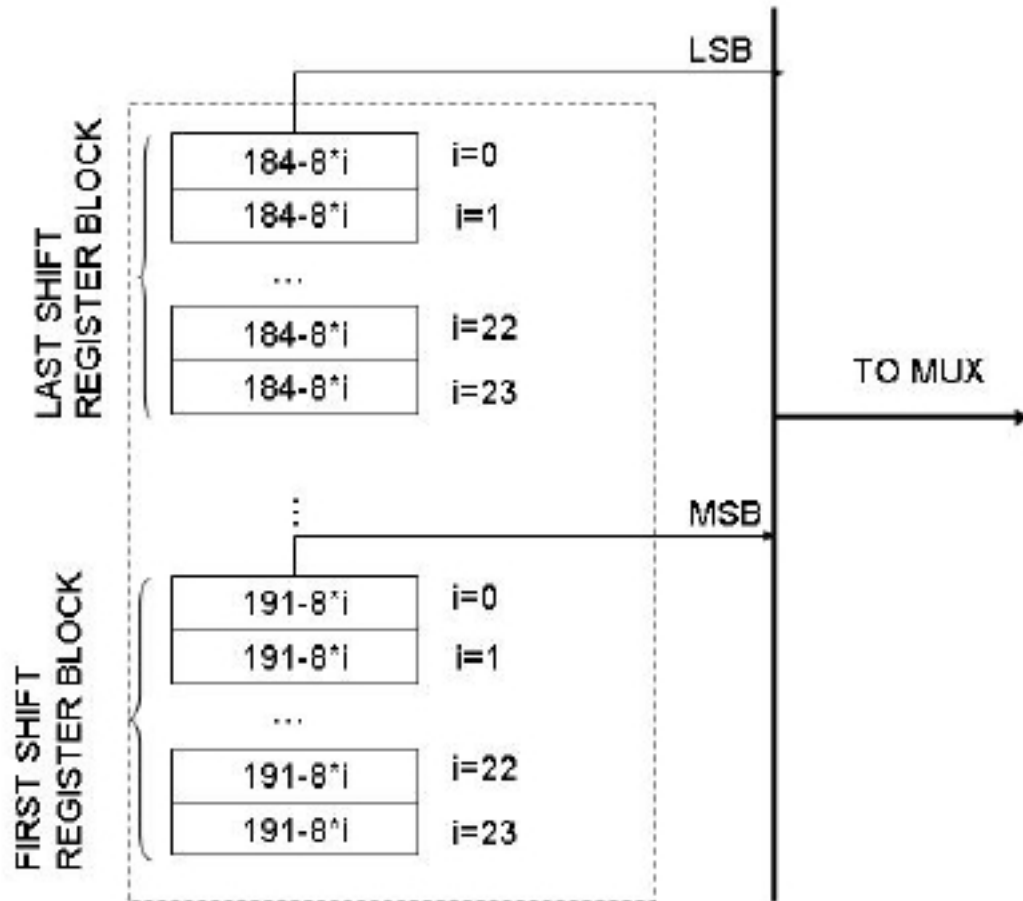 LSB
LAST SHIFT
REGISTER BLOCK
184-8*i i=0
184-8*i i=1
...
184-8*i i=22
184-8*i i=23
TO MUX
⋮
MSB
FIRST SHIFT
REGISTER BLOCK
191-8*i i=0
191-8*i i=1
...
191-8*i i=22
191-8*i i=23